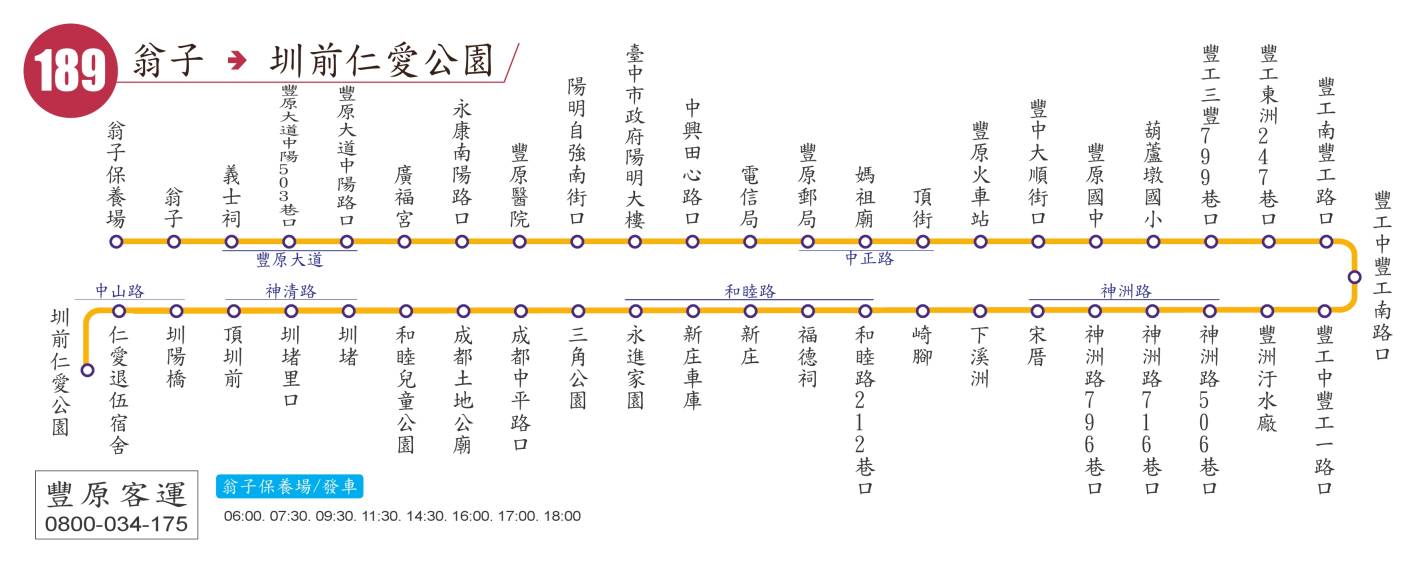 189
翁子 ➔ 圳前仁愛公園
翁子保養場
翁子
義士祠
豐原大道中陽503巷口
豐原大道中陽路口
廣福宮
永康南陽路口
豐原醫院
陽明自強南街口
臺中市政府陽明大樓
中興田心路口
電信局
豐原郵局
媽祖廟
頂街
豐原火車站
豐中大順街口
豐原國中
葫蘆墩國小
豐工三豐799巷口
豐工東洲247巷口
豐工南豐工路口
豐工中豐工南路口
豐原大道
中正路
中山路
神清路
和睦路
神洲路
圳前仁愛公園
仁愛退伍宿舍
圳陽橋
頂圳前
圳堵里口
圳堵
和睦兒童公園
成都土地公廟
成都中平路口
三角公園
永進家園
新庄車庫
新庄
福德祠
和睦路212巷口
崎腳
下溪洲
宋厝
神洲路796巷口
神洲路716巷口
神洲路506巷口
豐洲汙水廠
豐工中豐工一路口
豐原客運
0800-034-175
翁子保養場/發車
06:00. 07:30. 09:30. 11:30. 14:30. 16:00. 17:00. 18:00